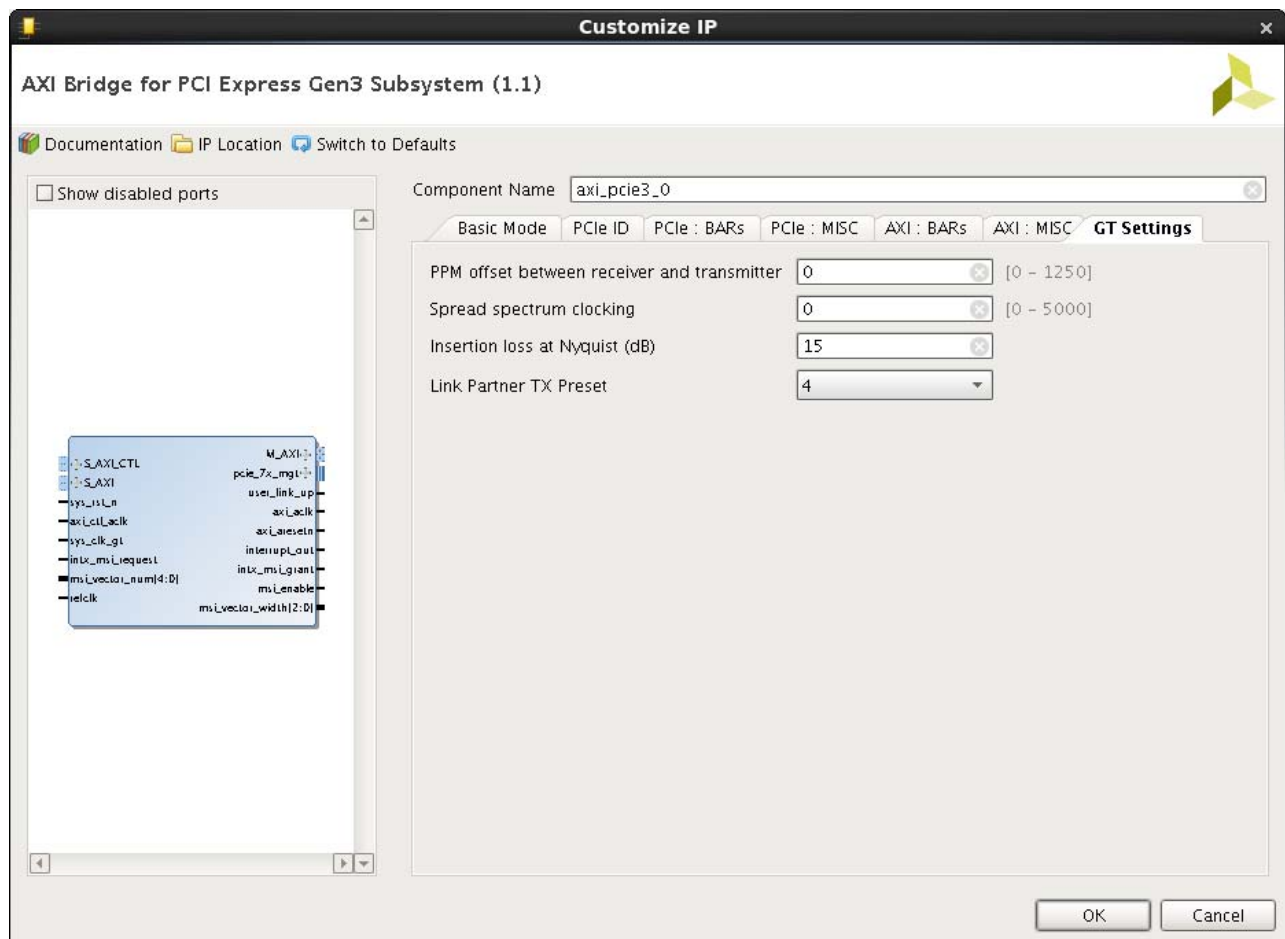 Customize IP
AXI Bridge for PCI Express Gen3 Subsystem (1.1)
Documentation IP Location Switch to Defaults
Show disabled ports
Component Name axi_pcie3_0
Basic Mode PCIe ID PCIe : BARs PCIe : MISC AXI : BARs AXI : MISC GT Settings
PPM offset between receiver and transmitter 0 [0 - 1250]
Spread spectrum clocking 0 [0 - 5000]
Insertion loss at Nyquist (dB) 15
Link Partner TX Preset 4
S_AXI_CTL
S_AXI
sys_rst_n
axi_ctl_aclk
sys_clk_gt
intx_msi_request
msi_vector_num[4:0]
refclk
M_AXI
pcie_7x_mgt
user_link_up
axi_aclk
axi_aresetn
interrupt_out
intx_msi_grant
msi_enable
msi_vector_width[2:0]
OK Cancel